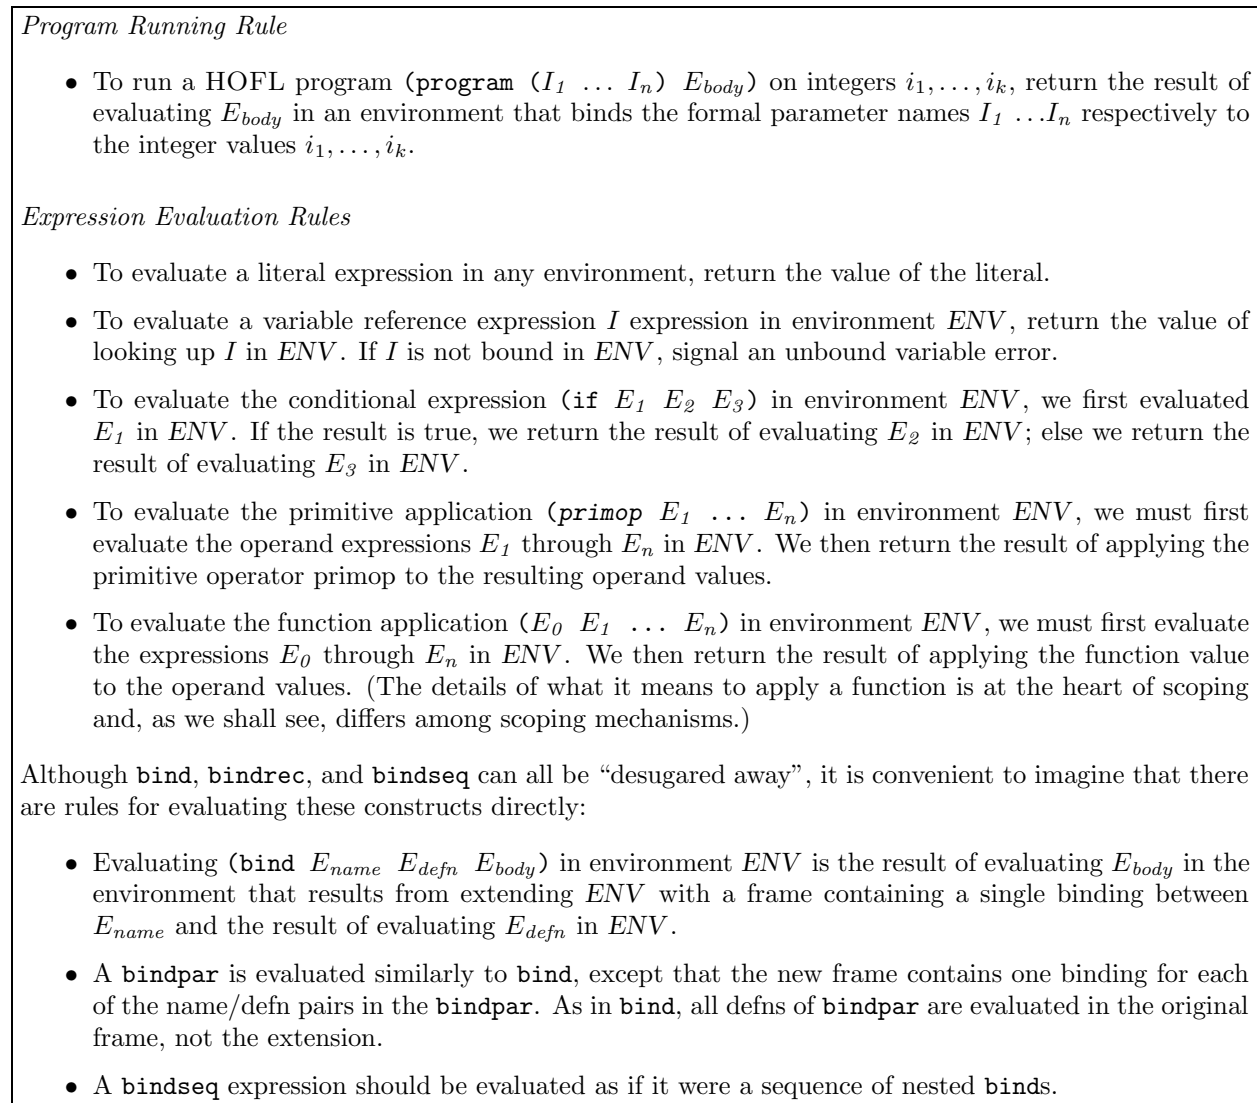 Program Running Rule
• To run a HOFL program (program (I1 ... In) Ebody) on integers i1, . . . , ik, return the result of
evaluating Ebody in an environment that binds the formal parameter names I1 ...In respectively to
the integer values i1, . . . , ik.
Expression Evaluation Rules
• To evaluate a literal expression in any environment, return the value of the literal.
• To evaluate a variable reference expression I expression in environment ENV, return the value of
looking up I in ENV. If I is not bound in ENV, signal an unbound variable error.
• To evaluate the conditional expression (if E1 E2 E3) in environment ENV, we first evaluated
E1 in ENV. If the result is true, we return the result of evaluating E2 in ENV; else we return the
result of evaluating E3 in ENV.
• To evaluate the primitive application (primop E1 ... En) in environment ENV, we must first
evaluate the operand expressions E1 through En in ENV. We then return the result of applying the
primitive operator primop to the resulting operand values.
• To evaluate the function application (E0 E1 ... En) in environment ENV, we must first evaluate
the expressions E0 through En in ENV. We then return the result of applying the function value
to the operand values. (The details of what it means to apply a function is at the heart of scoping
and, as we shall see, differs among scoping mechanisms.)
Although bind, bindrec, and bindseq can all be “desugared away”, it is convenient to imagine that there
are rules for evaluating these constructs directly:
• Evaluating (bind Ename Edefn Ebody) in environment ENV is the result of evaluating Ebody in the
environment that results from extending ENV with a frame containing a single binding between
Ename and the result of evaluating Edefn in ENV.
• A bindpar is evaluated similarly to bind, except that the new frame contains one binding for each
of the name/defn pairs in the bindpar. As in bind, all defns of bindpar are evaluated in the original
frame, not the extension.
• A bindseq expression should be evaluated as if it were a sequence of nested binds.